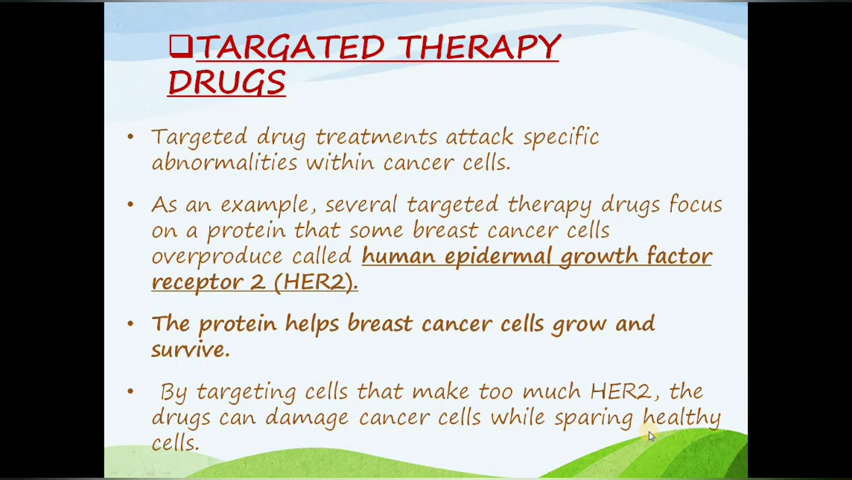 ❑TARGATED THERAPY
DRUGS
• Targeted drug treatments attack specific
abnormalities within cancer cells.
• As an example, several targeted therapy drugs focus
on a protein that some breast cancer cells
overproduce called human epidermal growth factor
receptor 2 (HER2).
• The protein helps breast cancer cells grow and
survive.
• By targeting cells that make too much HER2, the
drugs can damage cancer cells while sparing healthy
cells.